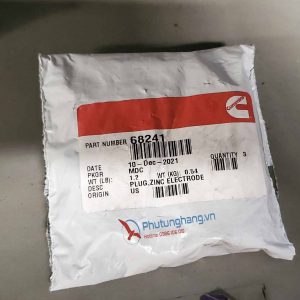 PART NUMBER 68241
DATE 10-Dec-2021 QUANTITY 3
PKGR MDC
WT (LB): 1.2 WT (KG): 0.54
DESC PLUG,ZINC ELECTRODE
ORIGIN US
Phutunghang.vn
Hotline: